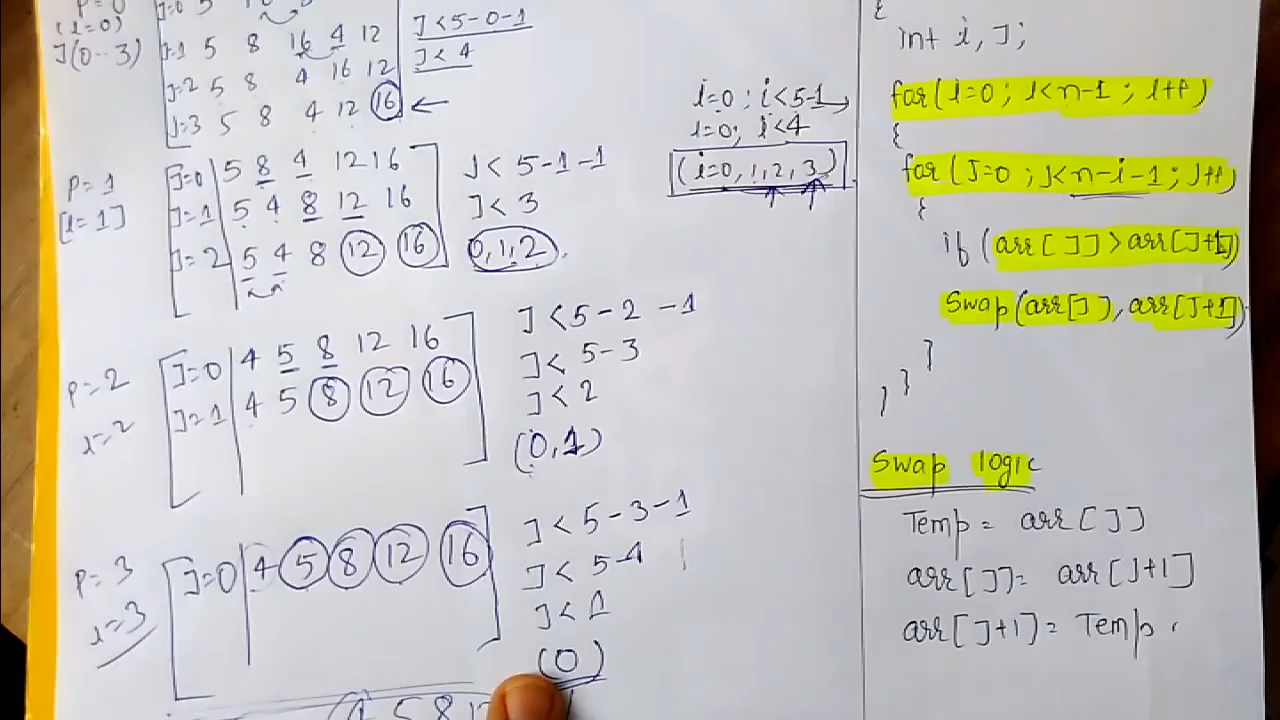 P=0
(i=0)
J(0--3)
J=0 5
J=1 5 8 16 4 12
J=2 5 8 4 16 12
J=3 5 8 4 12 16
J<5-0-1
J<4
P=1
[i=1]
J=0 5 8 4 12 16
J=1 5 4 8 12 16
J=2 5 4 8 12 16
J<5-1-1
J<3
0,1,2
P=2
i=2
J=0 4 5 8 12 16
J=1 4 5 8 12 16
J<5-2-1
J<5-3
J<2
(0,1)
P=3
i=3
J=0 4 5 8 12 16
J<5-3-1
J<5-4
J<1
(0)
4 5 8 12
i=0; i<5-1
i=0; i<4
(i=0,1,2,3)
{
int i, J;
for(i=0; i<n-1; i++)
{
for(J=0; J<n-i-1; J++)
{
if(arr[J]>arr[J+1])
Swap(arr[J], arr[J+1])
}
}
}
Swap logic
Temp = arr[J]
arr[J]= arr[J+1]
arr[J+1]= Temp.